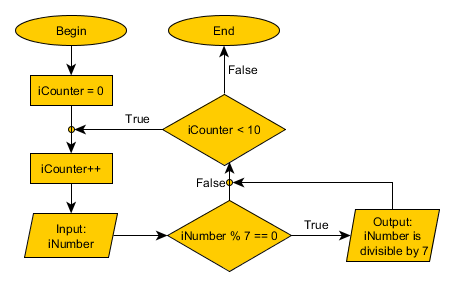 Begin
End
False
iCounter = 0
True
iCounter < 10
iCounter++
False
Input:
iNumber
iNumber % 7 == 0
True
Output:
iNumber is
divisible by 7